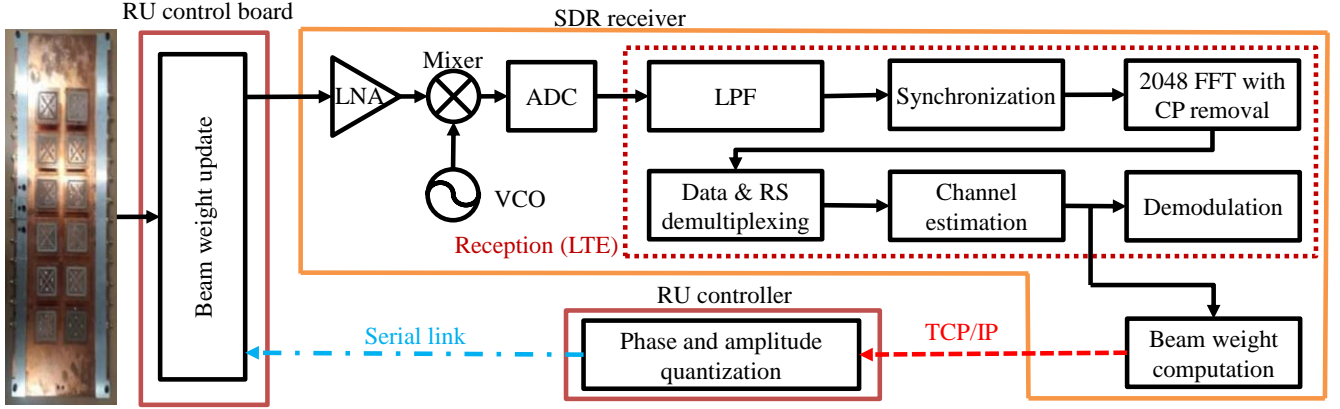 RU control board
SDR receiver
Beam weight update
LNA
Mixer
ADC
VCO
LPF
Synchronization
2048 FFT with
CP removal
Data & RS
demultiplexing
Channel
estimation
Demodulation
Reception (LTE)
RU controller
Serial link
Phase and amplitude
quantization
TCP/IP
Beam weight
computation